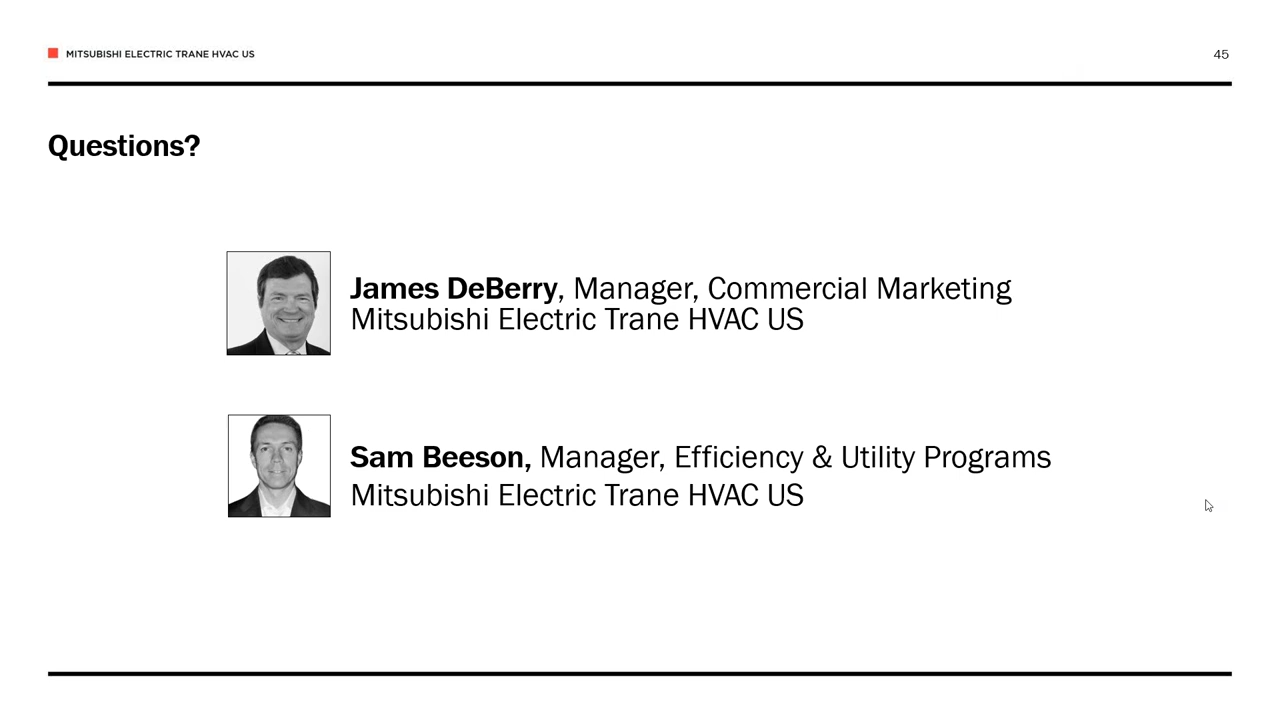 MITSUBISHI ELECTRIC TRANE HVAC US
45
Questions?
James DeBerry, Manager, Commercial Marketing
Mitsubishi Electric Trane HVAC US
Sam Beeson, Manager, Efficiency & Utility Programs
Mitsubishi Electric Trane HVAC US